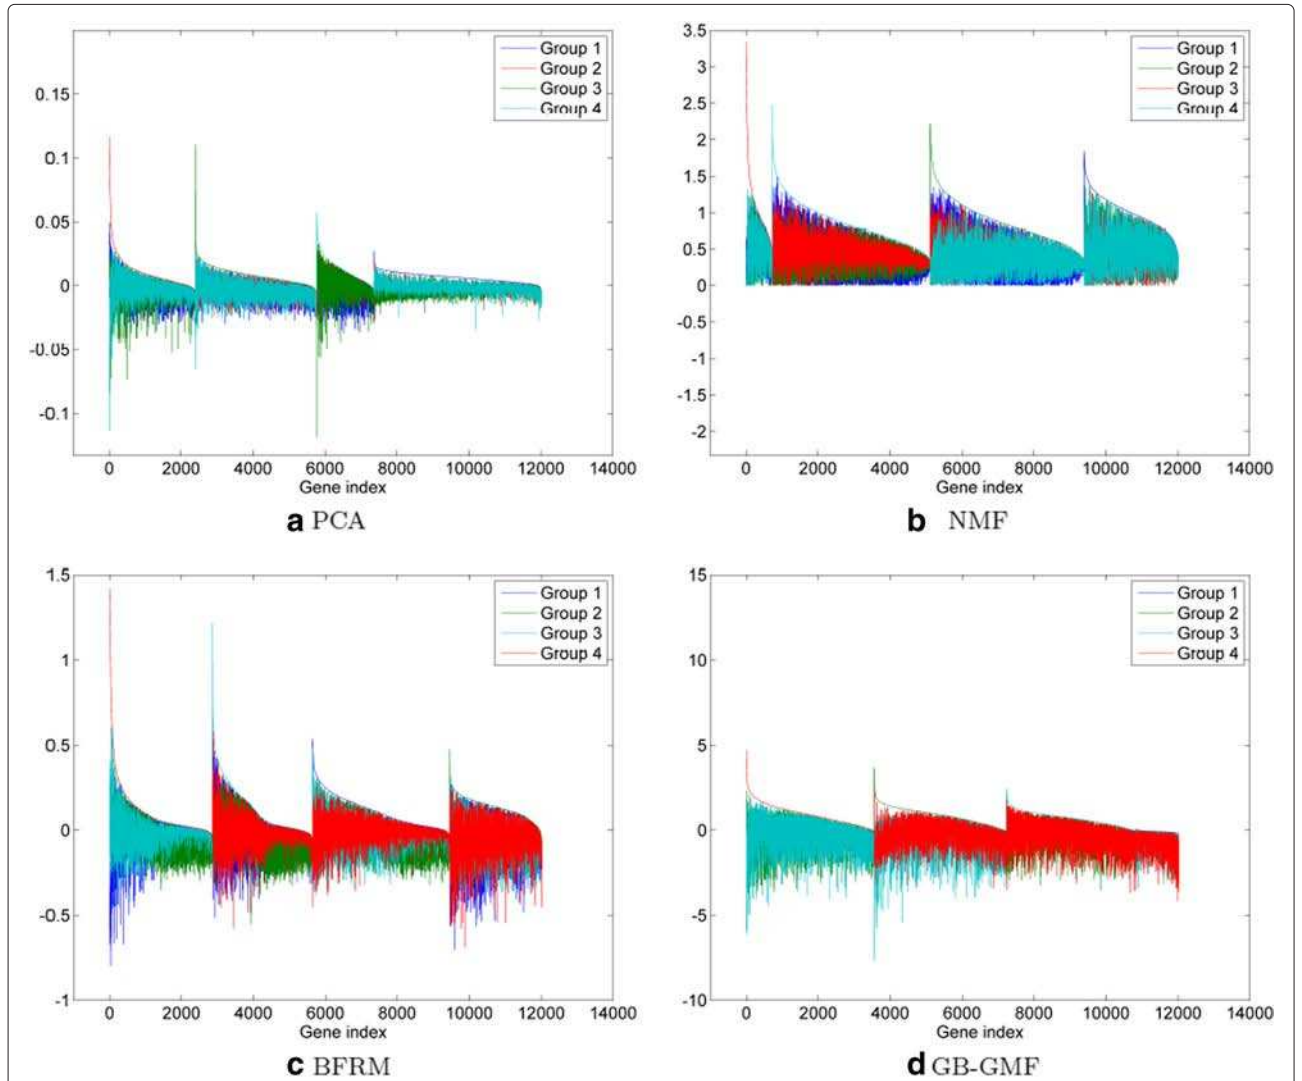 Group 1
Group 2
Group 3
Group 4
0.15
0.1
0.05
0
-0.05
-0.1
0 2000 4000 6000 8000 10000 12000 14000
Gene index
a PCA
Group 1
Group 2
Group 3
Group 4
3.5
3
2.5
2
1.5
1
0.5
0
-0.5
-1
-1.5
-2
0 2000 4000 6000 8000 10000 12000 14000
Gene index
b NMF
Group 1
Group 2
Group 3
Group 4
1.5
1
0.5
0
-0.5
-1
0 2000 4000 6000 8000 10000 12000 14000
Gene index
c BFRM
Group 1
Group 2
Group 3
Group 4
15
10
5
0
-5
-10
0 2000 4000 6000 8000 10000 12000 14000
Gene index
d GB-GMF